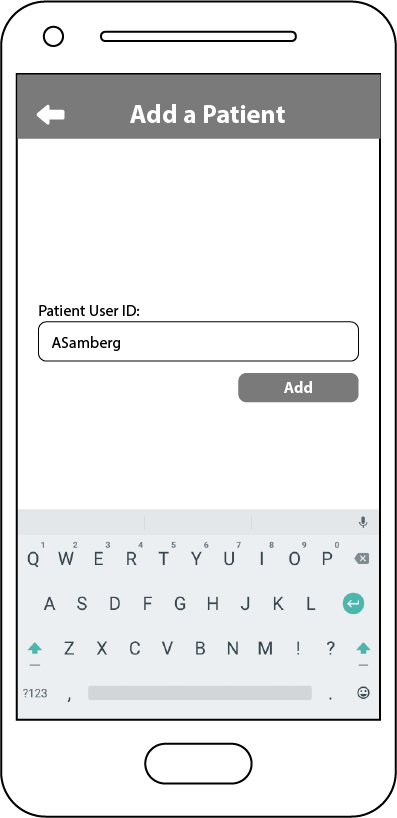 Add a Patient
Patient User ID:
ASamberg
Add
1 2 3 4 5 6 7 8 9 0
Q W E R T Y U I O P
A S D F G H J K L
Z X C V B N M ! ?
?123 , .